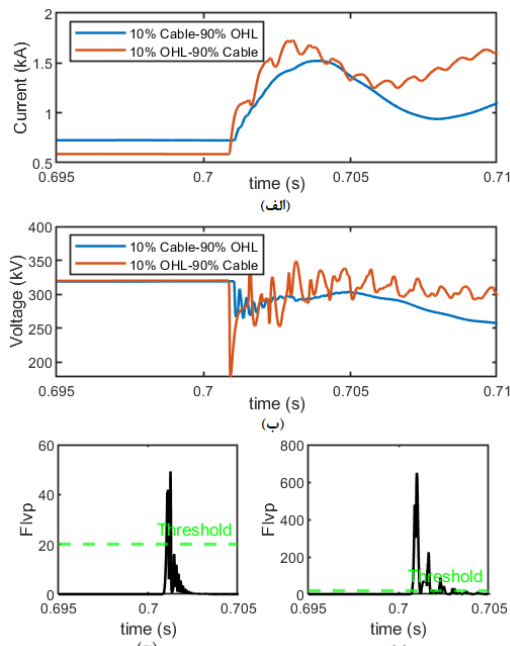 2
1.5
1
0.5
Current (kA)
10% Cable-90% OHL
10% OHL-90% Cable
0.695
0.7
0.705
0.71
time (s)
(الف)
400
350
300
250
200
Voltage (kV)
10% Cable-90% OHL
10% OHL-90% Cable
0.695
0.7
0.705
0.71
time (s)
(ب)
60
40
20
0
FIvp
Threshold
0.695
0.7
0.705
time (s)
800
600
400
200
0
FIvp
Threshold
0.695
0.7
0.705
time (s)